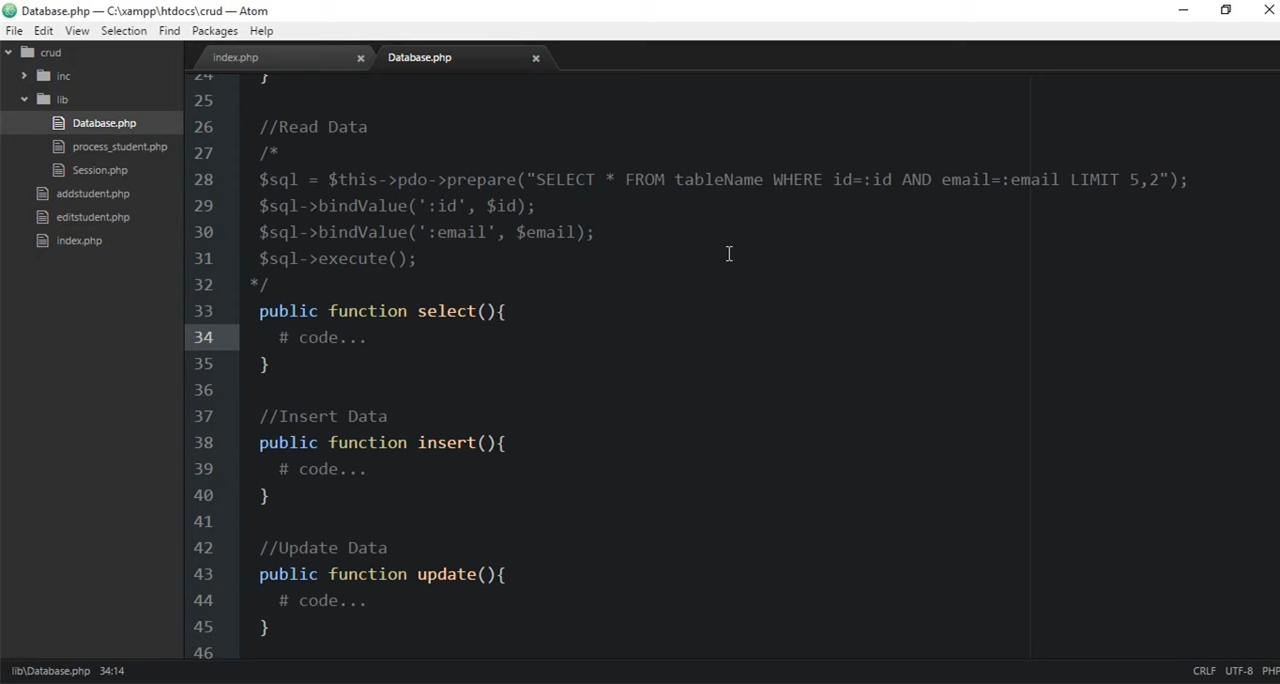 Database.php — C:\xampp\htdocs\crud — Atom
File Edit View Selection Find Packages Help
crud
inc
lib
Database.php
process_student.php
Session.php
addstudent.php
editstudent.php
index.php
index.php Database.php
24 }
25
26 //Read Data
27 /*
28 $sql = $this->pdo->prepare("SELECT * FROM tableName WHERE id=:id AND email=:email LIMIT 5,2");
29 $sql->bindValue(':id', $id);
30 $sql->bindValue(':email', $email);
31 $sql->execute();
32 */
33 public function select(){
34 # code...
35 }
36
37 //Insert Data
38 public function insert(){
39 # code...
40 }
41
42 //Update Data
43 public function update(){
44 # code...
45 }
46
lib\Database.php 34:14 CRLF UTF-8 PHP